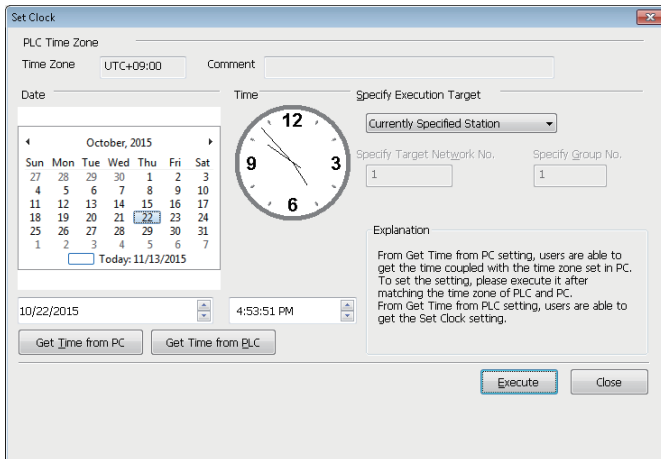 Set Clock
PLC Time Zone
Time Zone UTC+09:00 Comment
Date Time Specify Execution Target
Currently Specified Station
Specify Target Network No. Specify Group No.
1 1
October, 2015
Sun Mon Tue Wed Thu Fri Sat
27 28 29 30 1 2 3
4 5 6 7 8 9 10
11 12 13 14 15 16 17
18 19 20 21 22 23 24
25 26 27 28 29 30 31
1 2 3 4 5 6 7
Today: 11/13/2015
12
9 3
6
Explanation
From Get Time from PC setting, users are able to
get the time coupled with the time zone set in PC.
To set the setting, please execute it after
matching the time zone of PLC and PC.
From Get Time from PLC setting, users are able to
get the Set Clock setting.
10/22/2015 4:53:51 PM
Get Time from PC Get Time from PLC
Execute Close